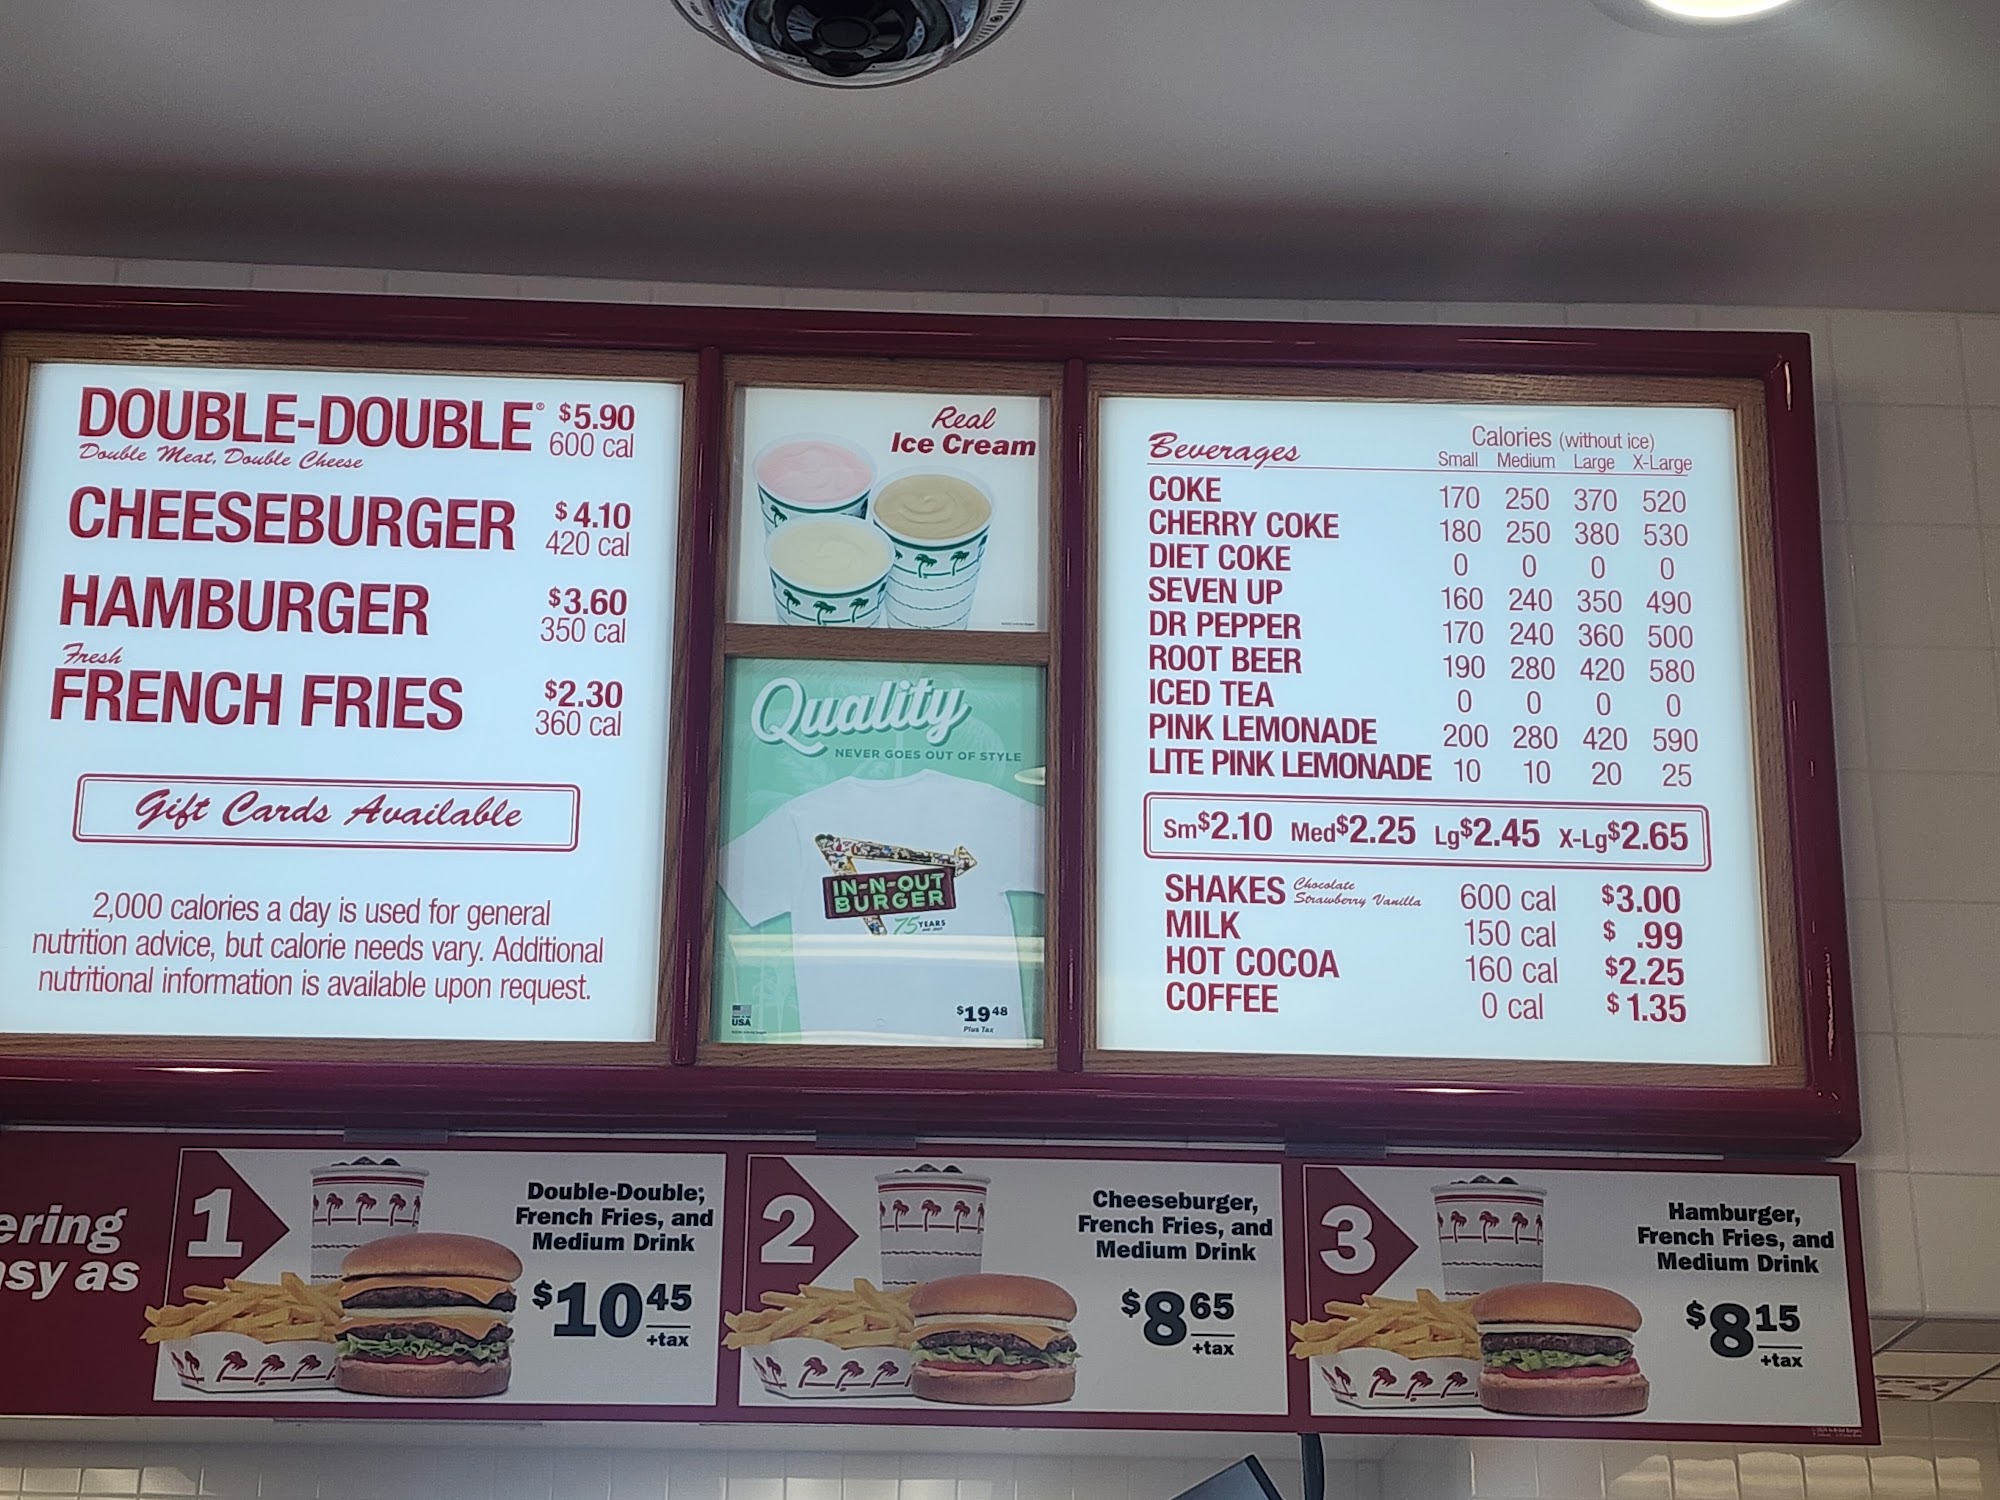 DOUBLE-DOUBLE® $5.90
Double Meat, Double Cheese 600 cal
CHEESEBURGER $4.10
420 cal
HAMBURGER $3.60
350 cal
Fresh
FRENCH FRIES $2.30
360 cal
Gift Cards Available
2,000 calories a day is used for general
nutrition advice, but calorie needs vary. Additional
nutritional information is available upon request.
Real
Ice Cream
Quality
NEVER GOES OUT OF STYLE
IN-N-OUT
BURGER
75 YEARS
USA
$19 48
Plus Tax
Beverages Calories (without ice)
Small Medium Large X-Large
COKE 170 250 370 520
CHERRY COKE 180 250 380 530
DIET COKE 0 0 0 0
SEVEN UP 160 240 350 490
DR PEPPER 170 240 360 500
ROOT BEER 190 280 420 580
ICED TEA 0 0 0 0
PINK LEMONADE 200 280 420 590
LITE PINK LEMONADE 10 10 20 25
Sm$2.10 Med$2.25 Lg$2.45 X-Lg$2.65
SHAKES Chocolate Strawberry Vanilla 600 cal $3.00
MILK 150 cal $ .99
HOT COCOA 160 cal $2.25
COFFEE 0 cal $1.35
ering
asy as
1
Double-Double,
French Fries, and
Medium Drink
$10 45
+tax
2
Cheeseburger,
French Fries, and
Medium Drink
$8 65
+tax
3
Hamburger,
French Fries, and
Medium Drink
$8 15
+tax